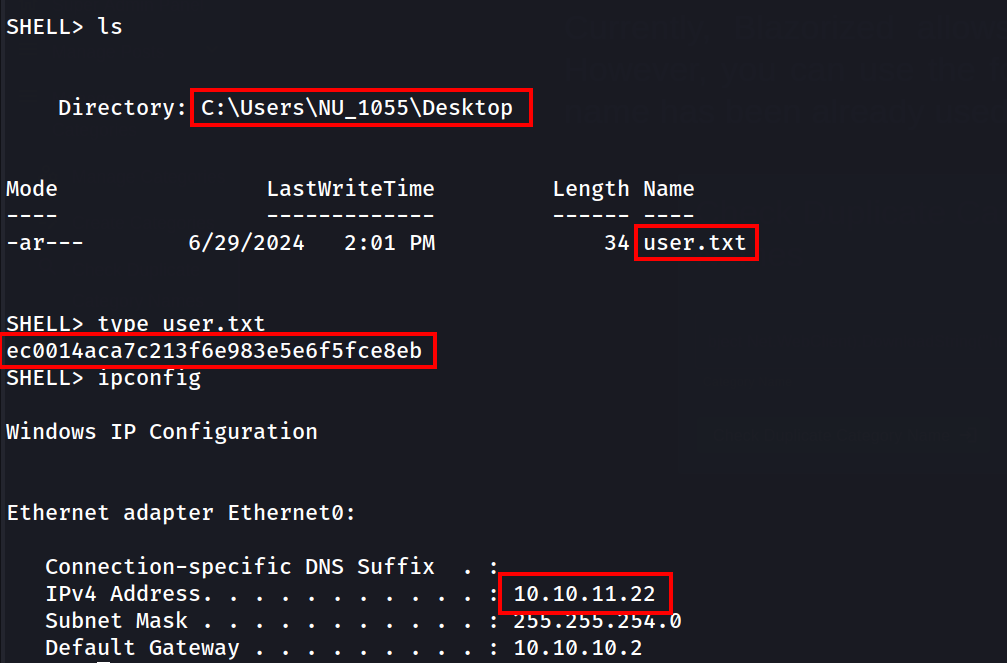 SHELL> ls
Directory: C:\Users\NU_1055\Desktop
Mode LastWriteTime Length Name
---- ------------- ------ ----
-ar--- 6/29/2024 2:01 PM 34 user.txt
SHELL> type user.txt
ec0014aca7c213f6e983e5e6f5fce8eb
SHELL> ipconfig
Windows IP Configuration
Ethernet adapter Ethernet0:
Connection-specific DNS Suffix . :
IPv4 Address. . . . . . . . . . . : 10.10.11.22
Subnet Mask . . . . . . . . . . . : 255.255.254.0
Default Gateway . . . . . . . . . : 10.10.10.2